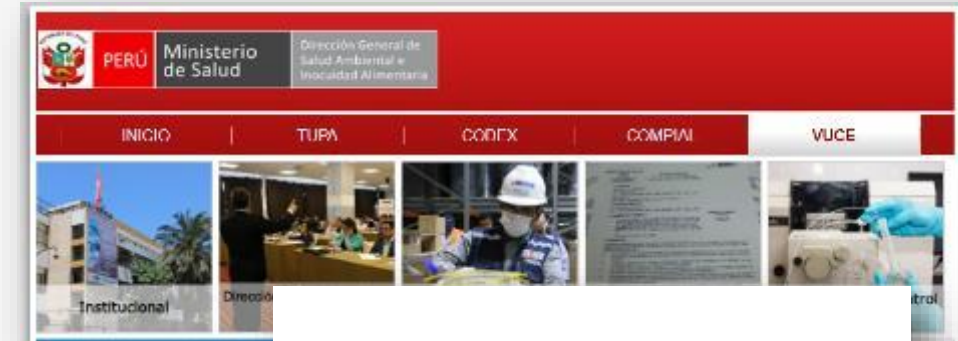 PERÚ
Ministerio
de Salud
Dirección General de
Salud Ambiental e
Inocuidad Alimentaria
INICIO | TUPA | CODEX | COMPIAL VUCE
Institucional